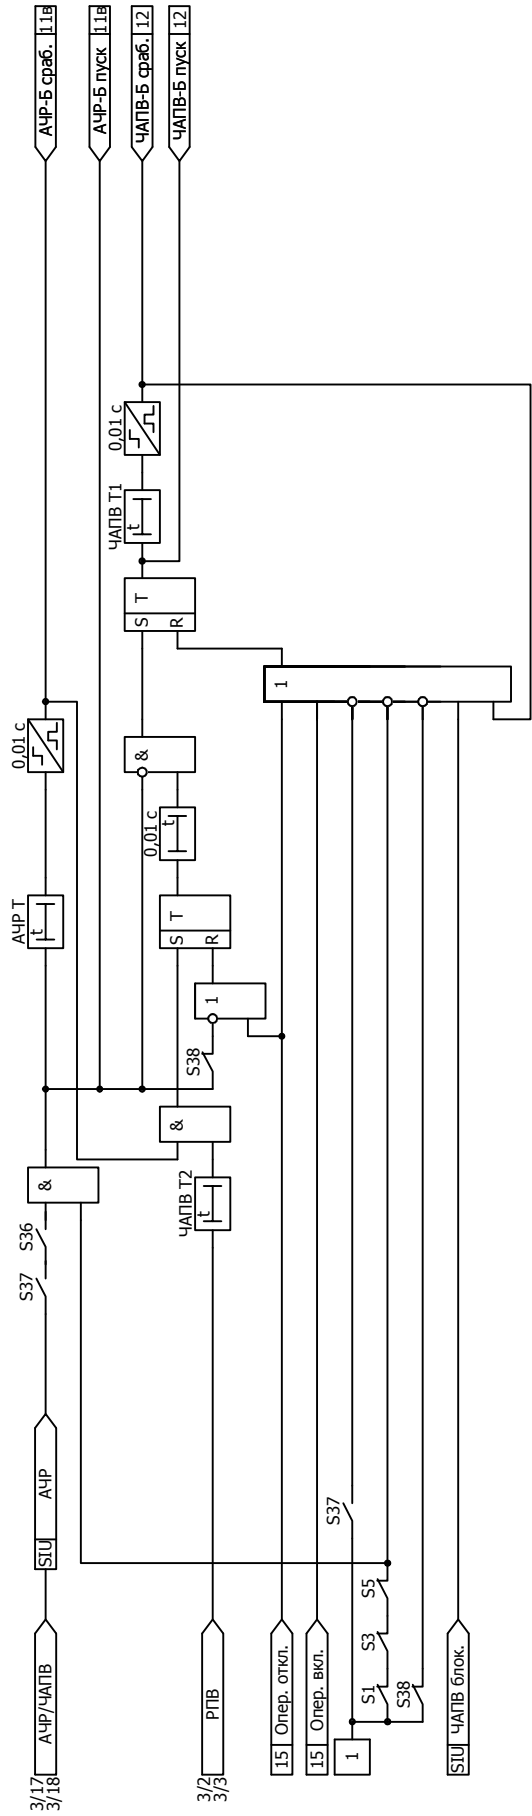 3/17
3/18
АЧР/ЧАПВ
SIU АЧР
S37
S36
&
АЧР Т
t
0,01 с
АЧР-Б сраб. 11в
АЧР-Б пуск 11в
ЧАПВ-Б сраб. 12
ЧАПВ-Б пуск 12
3/2
3/3
РПВ
ЧАПВ Т2
t
&
S38
1
S T
R
0,01 с
t
&
S T
R
ЧАПВ Т1
t
0,01 с
15 Опер. откл.
15 Опер. вкл.
1
S37
S1
S3
S5
S38
SIU ЧАПВ блок.
1